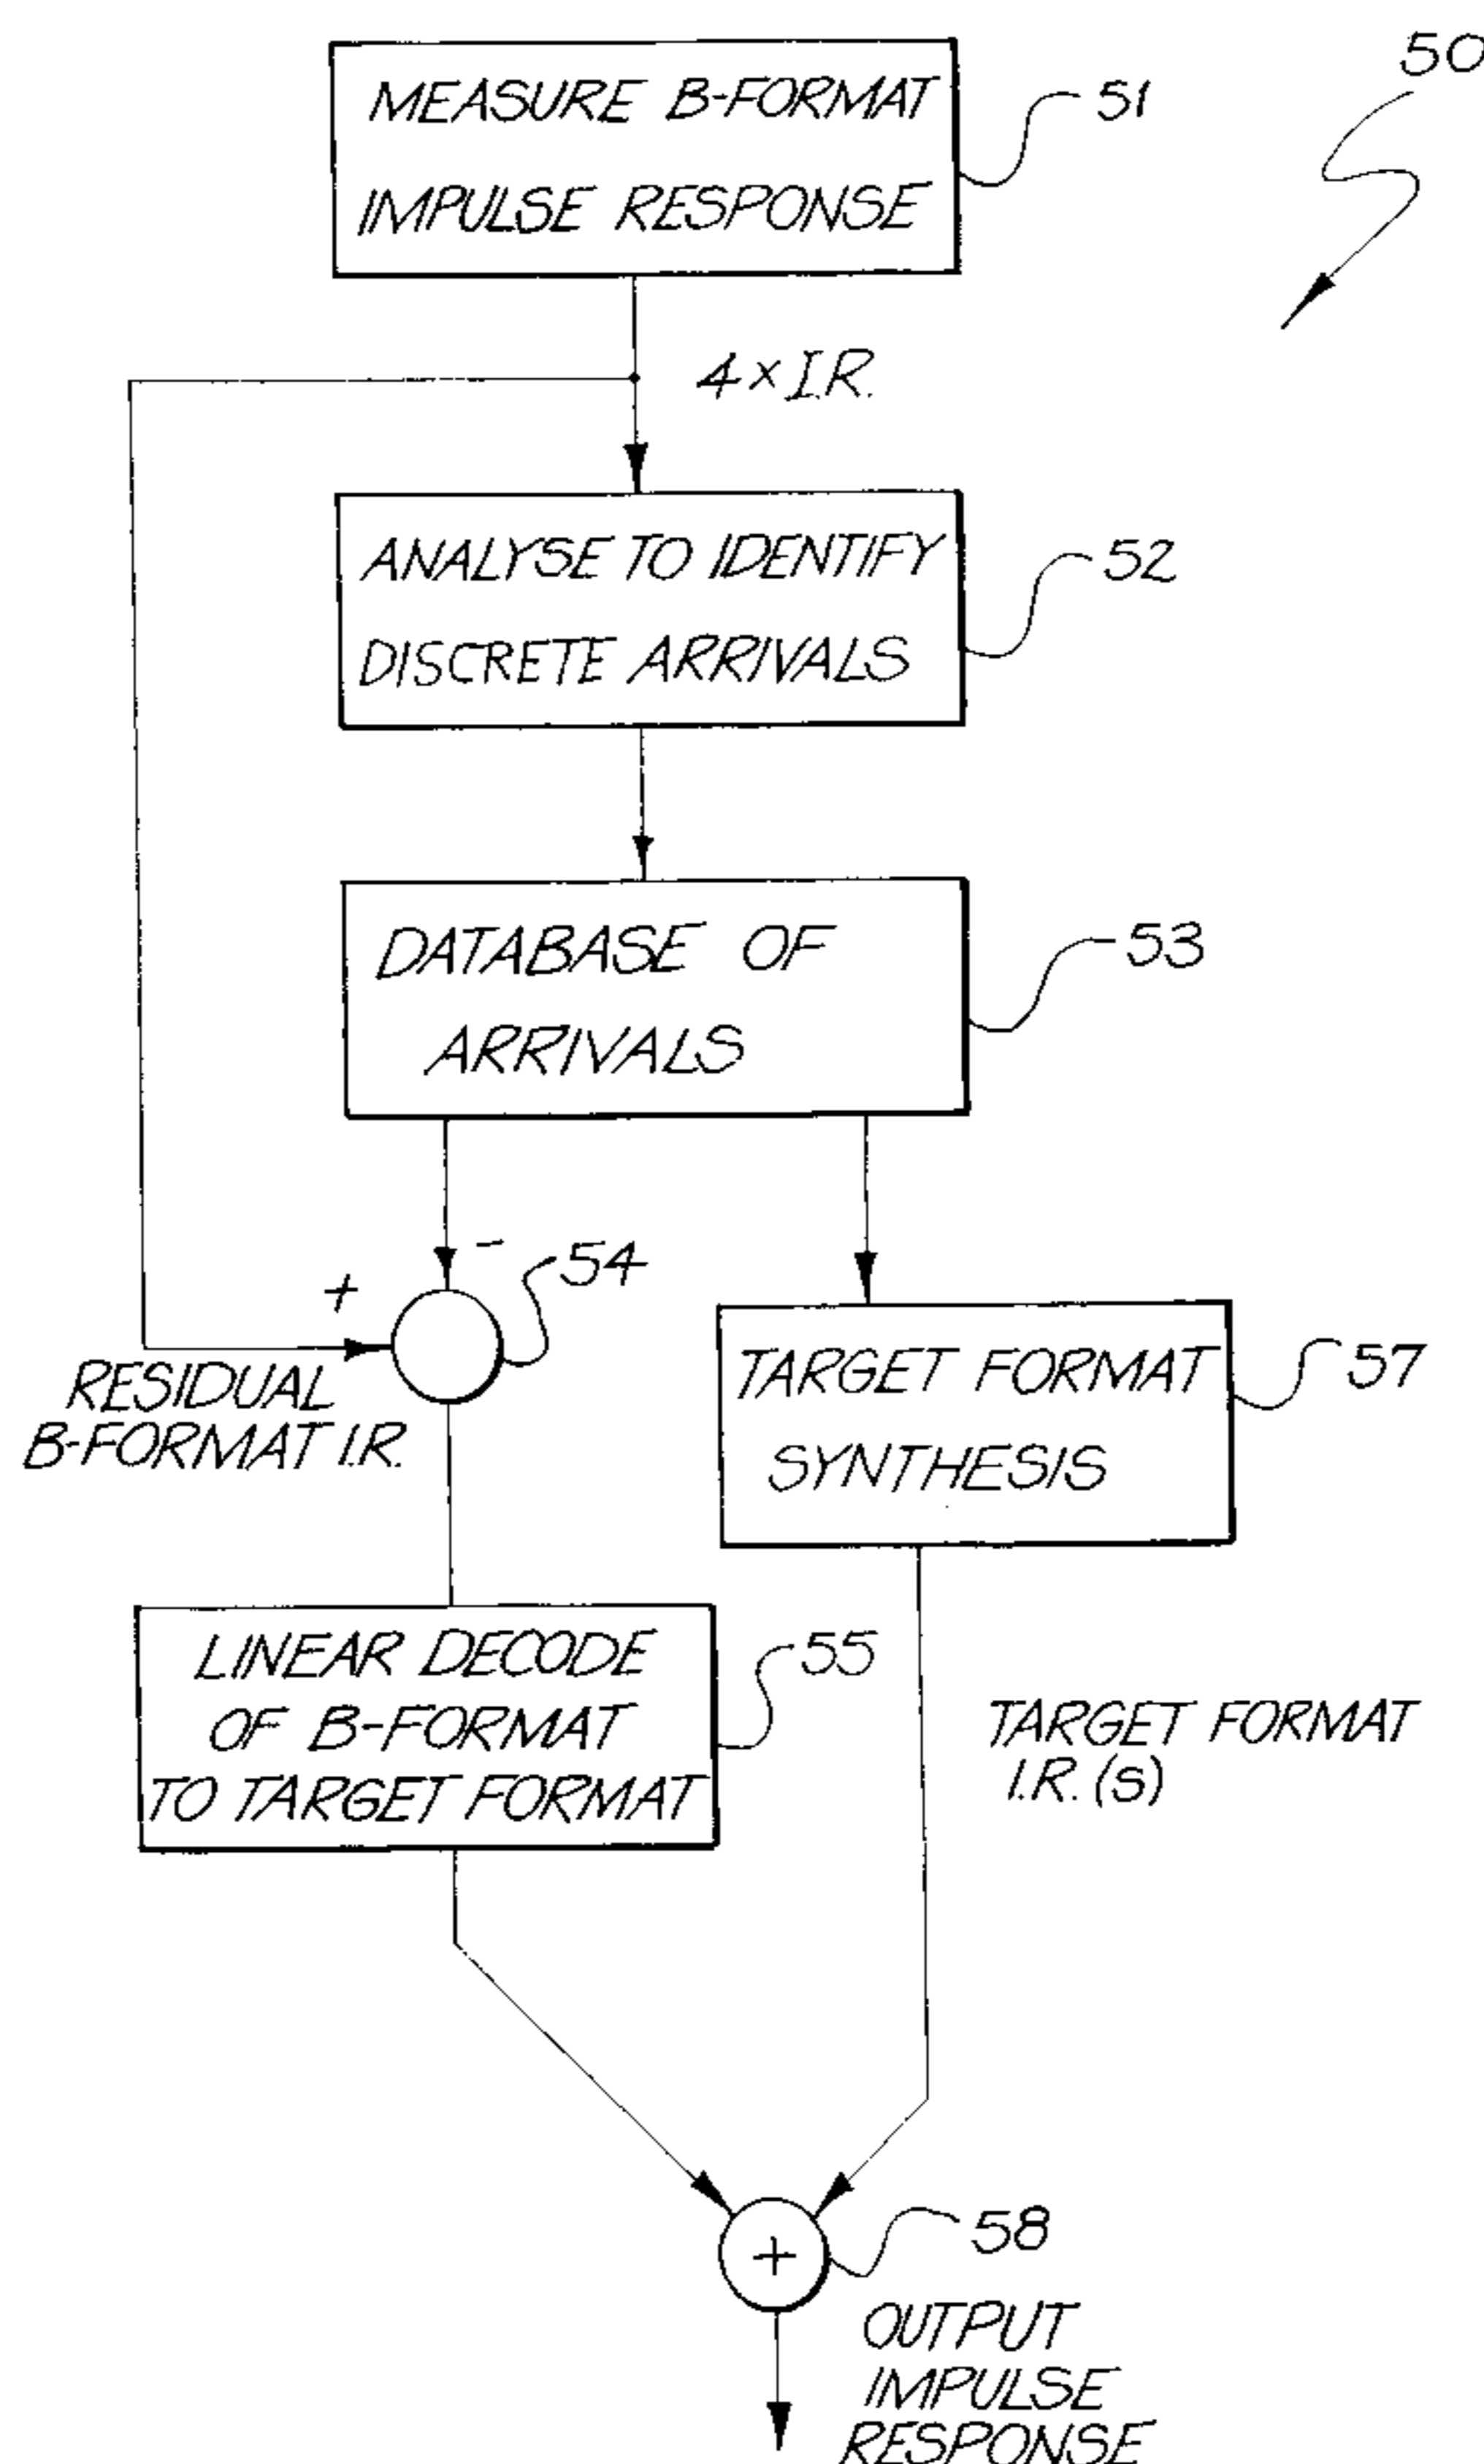 50
MEASURE B-FORMAT
IMPULSE RESPONSE
51
4 x I.R.
ANALYSE TO IDENTIFY
DISCRETE ARRIVALS
52
DATABASE OF
ARRIVALS
53
-
54
+
RESIDUAL
B-FORMAT I.R.
TARGET FORMAT
SYNTHESIS
57
LINEAR DECODE
OF B-FORMAT
TO TARGET FORMAT
55
TARGET FORMAT
I.R. (s)
+
58
OUTPUT
IMPULSE
RESPONSE